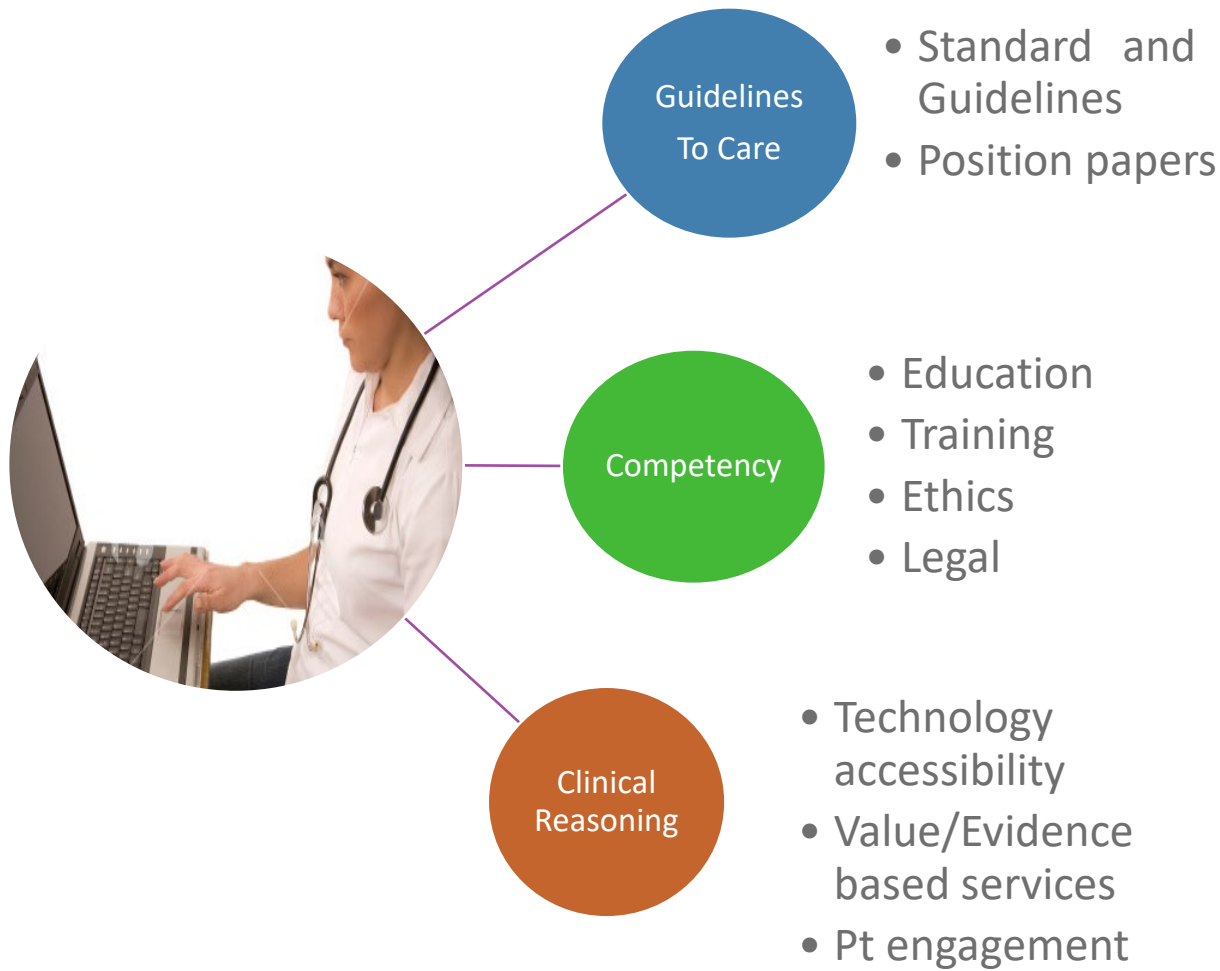 Guidelines
To Care
• Standard and
Guidelines
• Position papers
Competency
• Education
• Training
• Ethics
• Legal
Clinical
Reasoning
• Technology
accessibility
• Value/Evidence
based services
• Pt engagement